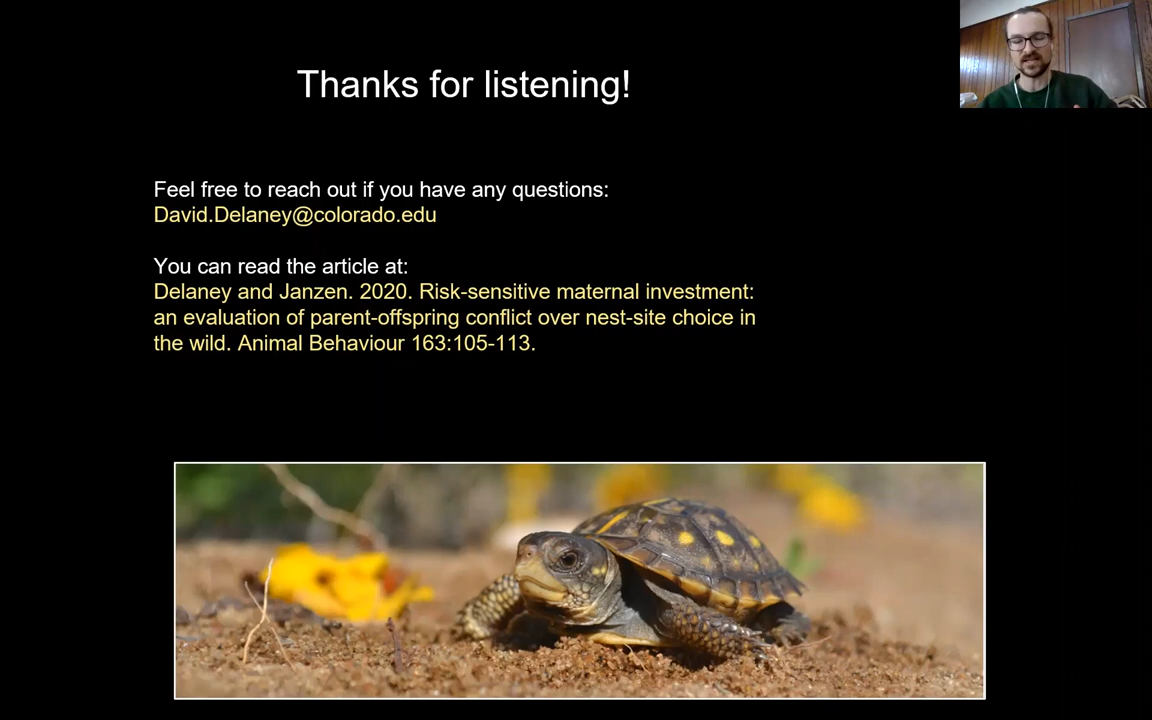 Thanks for listening!
Feel free to reach out if you have any questions:
David.Delaney@colorado.edu
You can read the article at:
Delaney and Janzen. 2020. Risk-sensitive maternal investment:
an evaluation of parent-offspring conflict over nest-site choice in
the wild. Animal Behaviour 163:105-113.